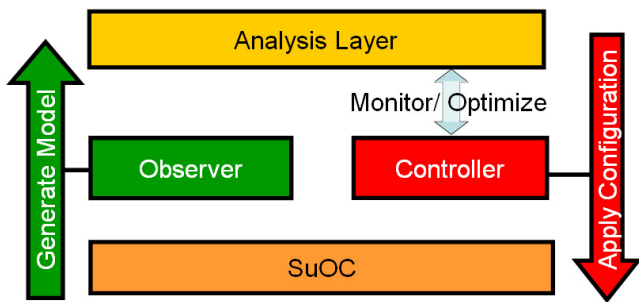 Analysis Layer
Monitor/ Optimize
Generate Model
Observer
Controller
Apply Configuration
SuOC